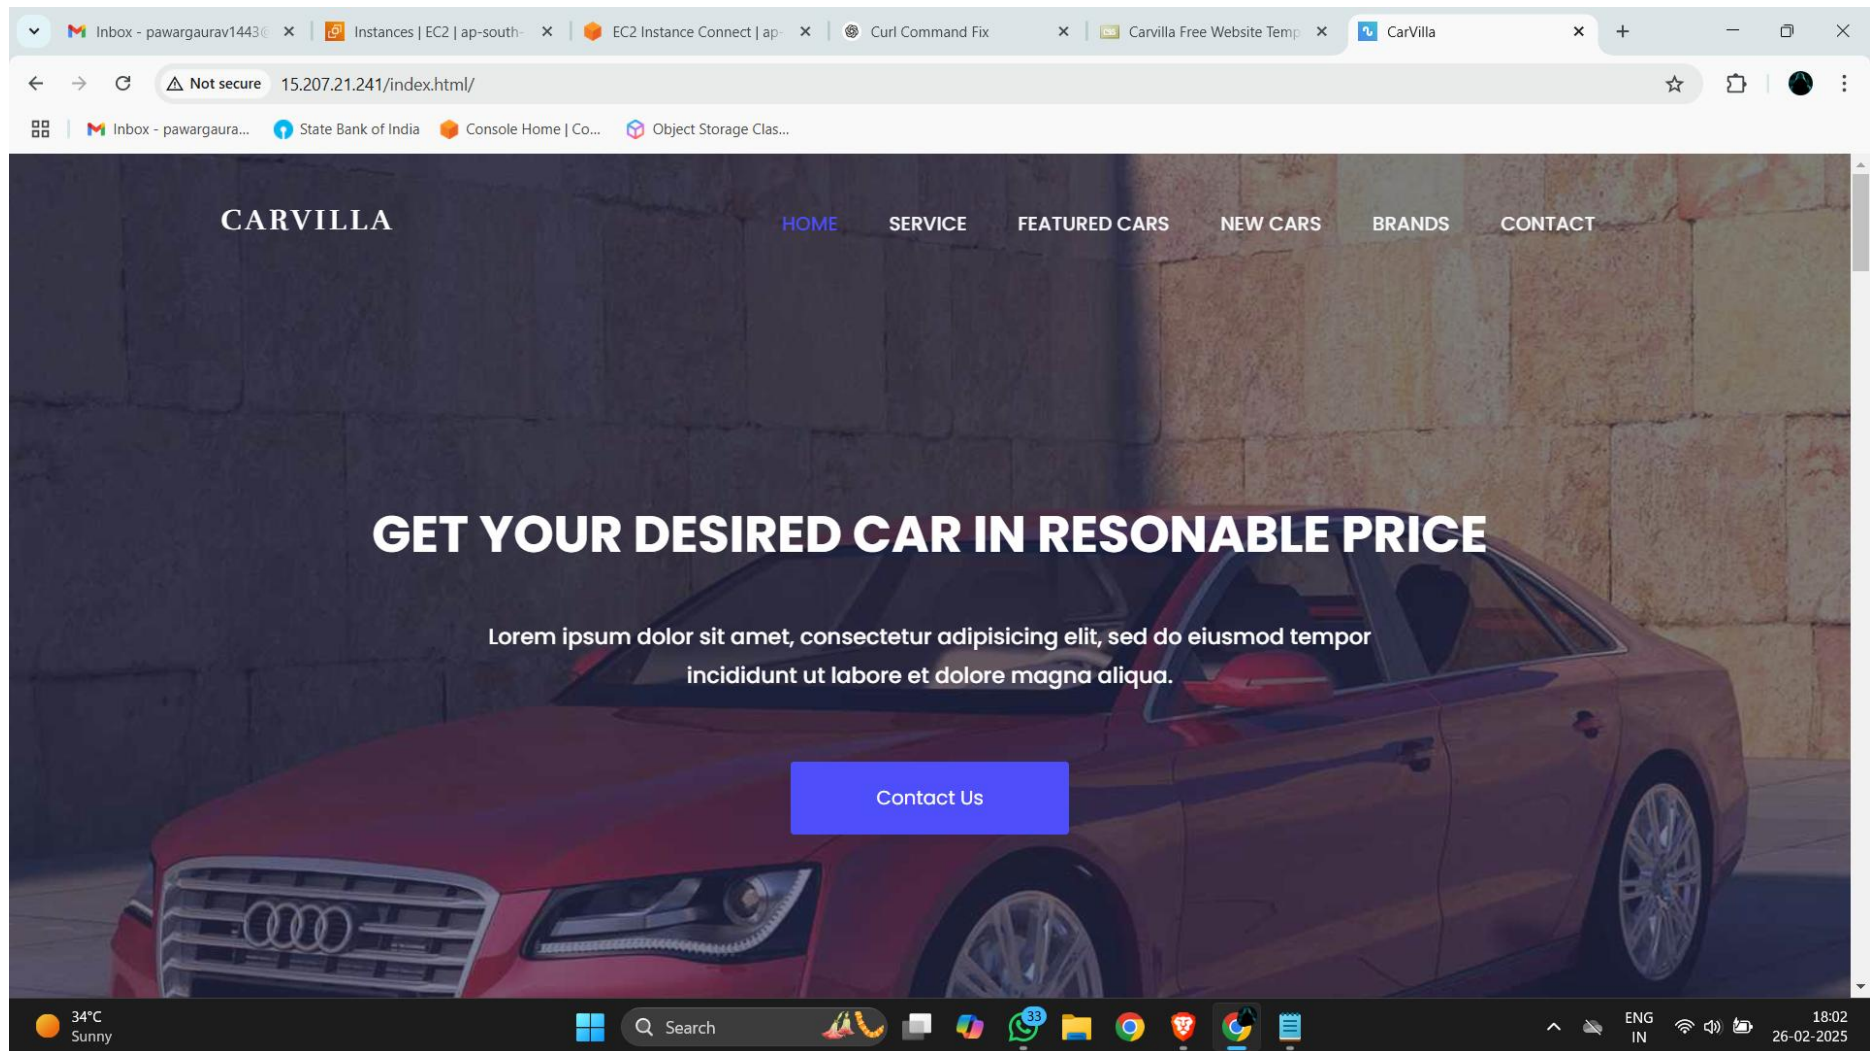 Inbox - pawargaurav1443@
Instances | EC2 | ap-south-
EC2 Instance Connect | ap-
Curl Command Fix
Carvilla Free Website Temp
CarVilla
Not secure
15.207.21.241/index.html/
Inbox - pawargaura...
State Bank of India
Console Home | Co...
Object Storage Clas...
CARVILLA
HOME
SERVICE
FEATURED CARS
NEW CARS
BRANDS
CONTACT
GET YOUR DESIRED CAR IN RESONABLE PRICE
Lorem ipsum dolor sit amet, consectetur adipisicing elit, sed do eiusmod tempor
incididunt ut labore et dolore magna aliqua.
Contact Us
34°C
Sunny
Search
33
ENG
IN
18:02
26-02-2025